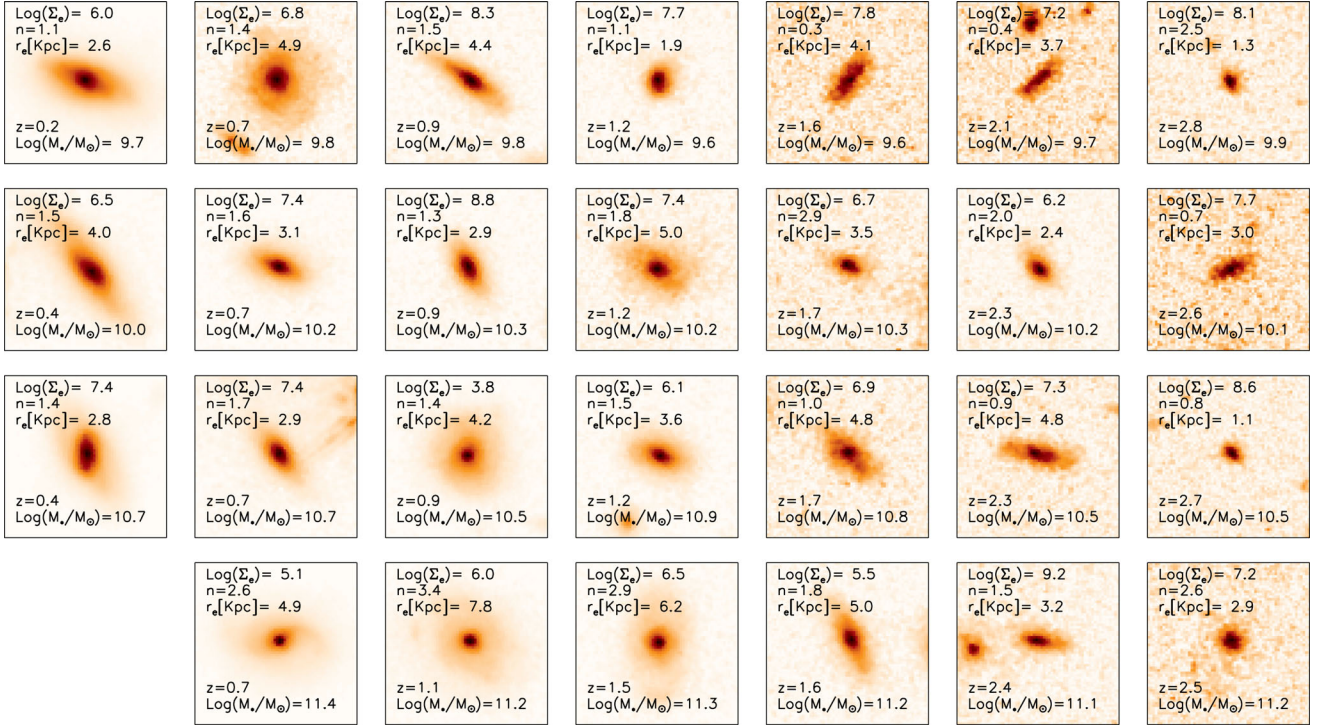 Log(Σₑ)= 6.0
n=1.1
rₑ[Kpc]= 2.6
z=0.2
Log(M⋆/M⊙)= 9.7
Log(Σₑ)= 6.8
n=1.4
rₑ[Kpc]= 4.9
z=0.7
Log(M⋆/M⊙)= 9.8
Log(Σₑ)= 8.3
n=1.5
rₑ[Kpc]= 4.4
z=0.9
Log(M⋆/M⊙)= 9.8
Log(Σₑ)= 7.7
n=1.1
rₑ[Kpc]= 1.9
z=1.2
Log(M⋆/M⊙)= 9.6
Log(Σₑ)= 7.8
n=0.3
rₑ[Kpc]= 4.1
z=1.6
Log(M⋆/M⊙)= 9.6
Log(Σₑ)= 7.2
n=0.4
rₑ[Kpc]= 3.7
z=2.1
Log(M⋆/M⊙)= 9.7
Log(Σₑ)= 8.1
n=2.5
rₑ[Kpc]= 1.3
z=2.8
Log(M⋆/M⊙)= 9.9
Log(Σₑ)= 6.5
n=1.5
rₑ[Kpc]= 4.0
z=0.4
Log(M⋆/M⊙)=10.0
Log(Σₑ)= 7.4
n=1.6
rₑ[Kpc]= 3.1
z=0.7
Log(M⋆/M⊙)=10.2
Log(Σₑ)= 8.8
n=1.3
rₑ[Kpc]= 2.9
z=0.9
Log(M⋆/M⊙)=10.3
Log(Σₑ)= 7.4
n=1.8
rₑ[Kpc]= 5.0
z=1.2
Log(M⋆/M⊙)=10.2
Log(Σₑ)= 6.7
n=2.9
rₑ[Kpc]= 3.5
z=1.7
Log(M⋆/M⊙)=10.3
Log(Σₑ)= 6.2
n=2.0
rₑ[Kpc]= 2.4
z=2.3
Log(M⋆/M⊙)=10.2
Log(Σₑ)= 7.7
n=0.7
rₑ[Kpc]= 3.0
z=2.6
Log(M⋆/M⊙)=10.1
Log(Σₑ)= 7.4
n=1.4
rₑ[Kpc]= 2.8
z=0.4
Log(M⋆/M⊙)=10.7
Log(Σₑ)= 7.4
n=1.7
rₑ[Kpc]= 2.9
z=0.7
Log(M⋆/M⊙)=10.7
Log(Σₑ)= 3.8
n=1.4
rₑ[Kpc]= 4.2
z=0.9
Log(M⋆/M⊙)=10.5
Log(Σₑ)= 6.1
n=1.5
rₑ[Kpc]= 3.6
z=1.2
Log(M⋆/M⊙)=10.9
Log(Σₑ)= 6.9
n=1.0
rₑ[Kpc]= 4.8
z=1.7
Log(M⋆/M⊙)=10.8
Log(Σₑ)= 7.3
n=0.9
rₑ[Kpc]= 4.8
z=2.3
Log(M⋆/M⊙)=10.5
Log(Σₑ)= 8.6
n=0.8
rₑ[Kpc]= 1.1
z=2.7
Log(M⋆/M⊙)=10.5
Log(Σₑ)= 5.1
n=2.6
rₑ[Kpc]= 4.9
z=0.7
Log(M⋆/M⊙)=11.4
Log(Σₑ)= 6.0
n=3.4
rₑ[Kpc]= 7.8
z=1.1
Log(M⋆/M⊙)=11.2
Log(Σₑ)= 6.5
n=2.9
rₑ[Kpc]= 6.2
z=1.5
Log(M⋆/M⊙)=11.3
Log(Σₑ)= 5.5
n=1.8
rₑ[Kpc]= 5.0
z=1.6
Log(M⋆/M⊙)=11.2
Log(Σₑ)= 9.2
n=1.5
rₑ[Kpc]= 3.2
z=2.4
Log(M⋆/M⊙)=11.1
Log(Σₑ)= 7.2
n=2.6
rₑ[Kpc]= 2.9
z=2.5
Log(M⋆/M⊙)=11.2